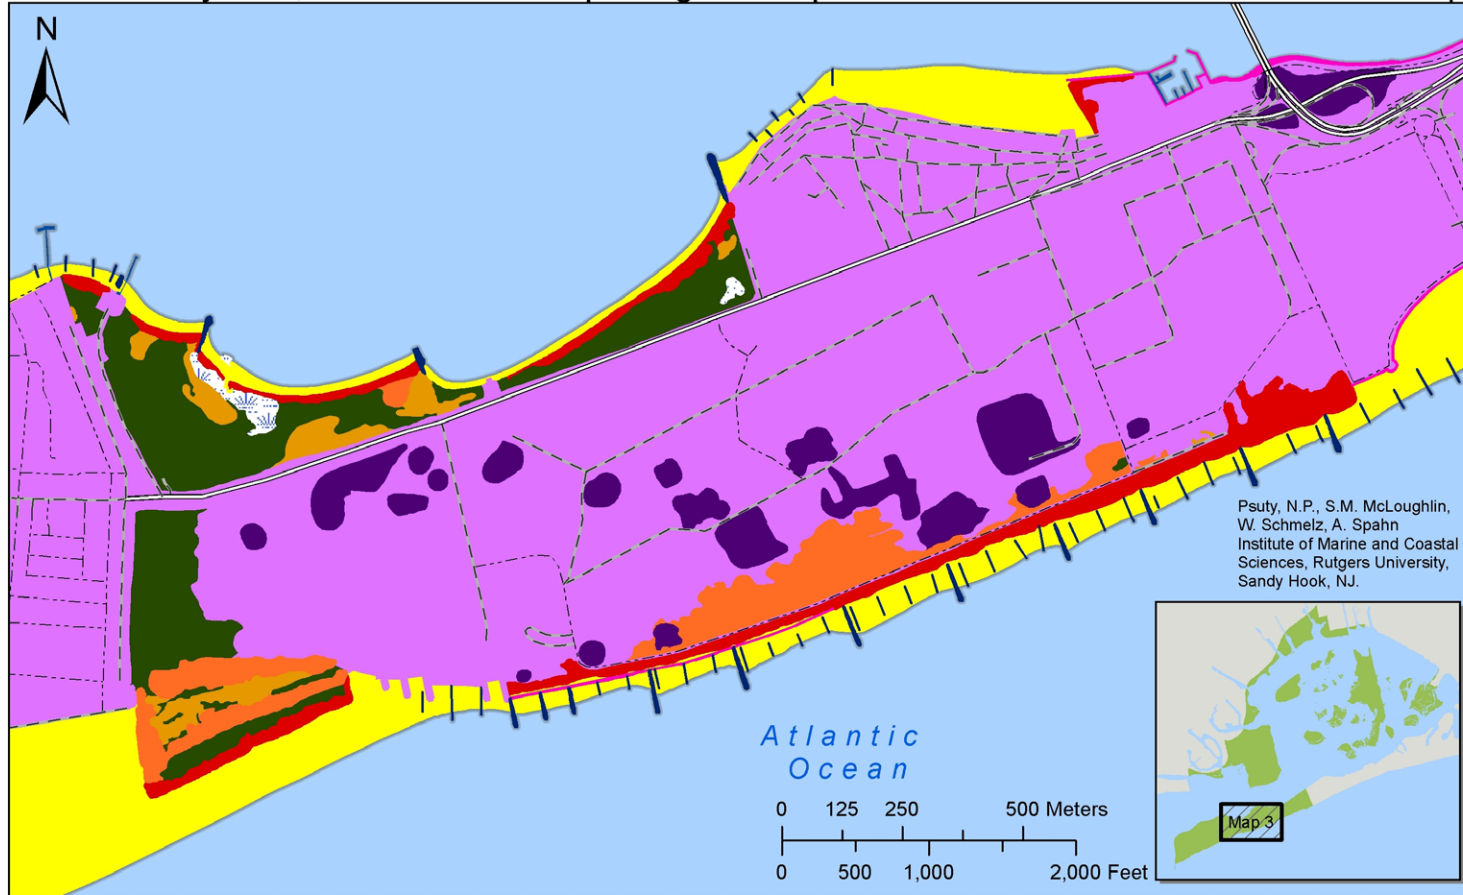 N
Psuty, N.P., S.M. McLoughlin,
W. Schmelz, A. Spahn
Institute of Marine and Coastal
Sciences, Rutgers University,
Sandy Hook, NJ.
Map 3
Atlantic
Ocean
0 125 250 500 Meters
0 500 1,000 2,000 Feet